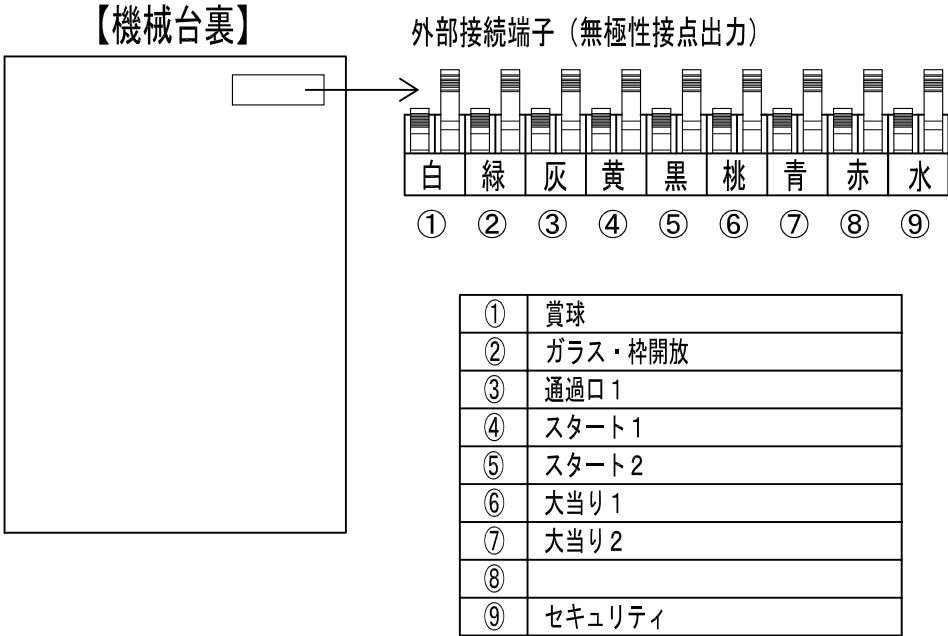 【機械台裏】
外部接続端子（無極性接点出力）
白 緑 灰 黄 黒 桃 青 赤 水
① ② ③ ④ ⑤ ⑥ ⑦ ⑧ ⑨
① 賞球
② ガラス・枠開放
③ 通過口１
④ スタート１
⑤ スタート２
⑥ 大当り１
⑦ 大当り２
⑧
⑨ セキュリティ